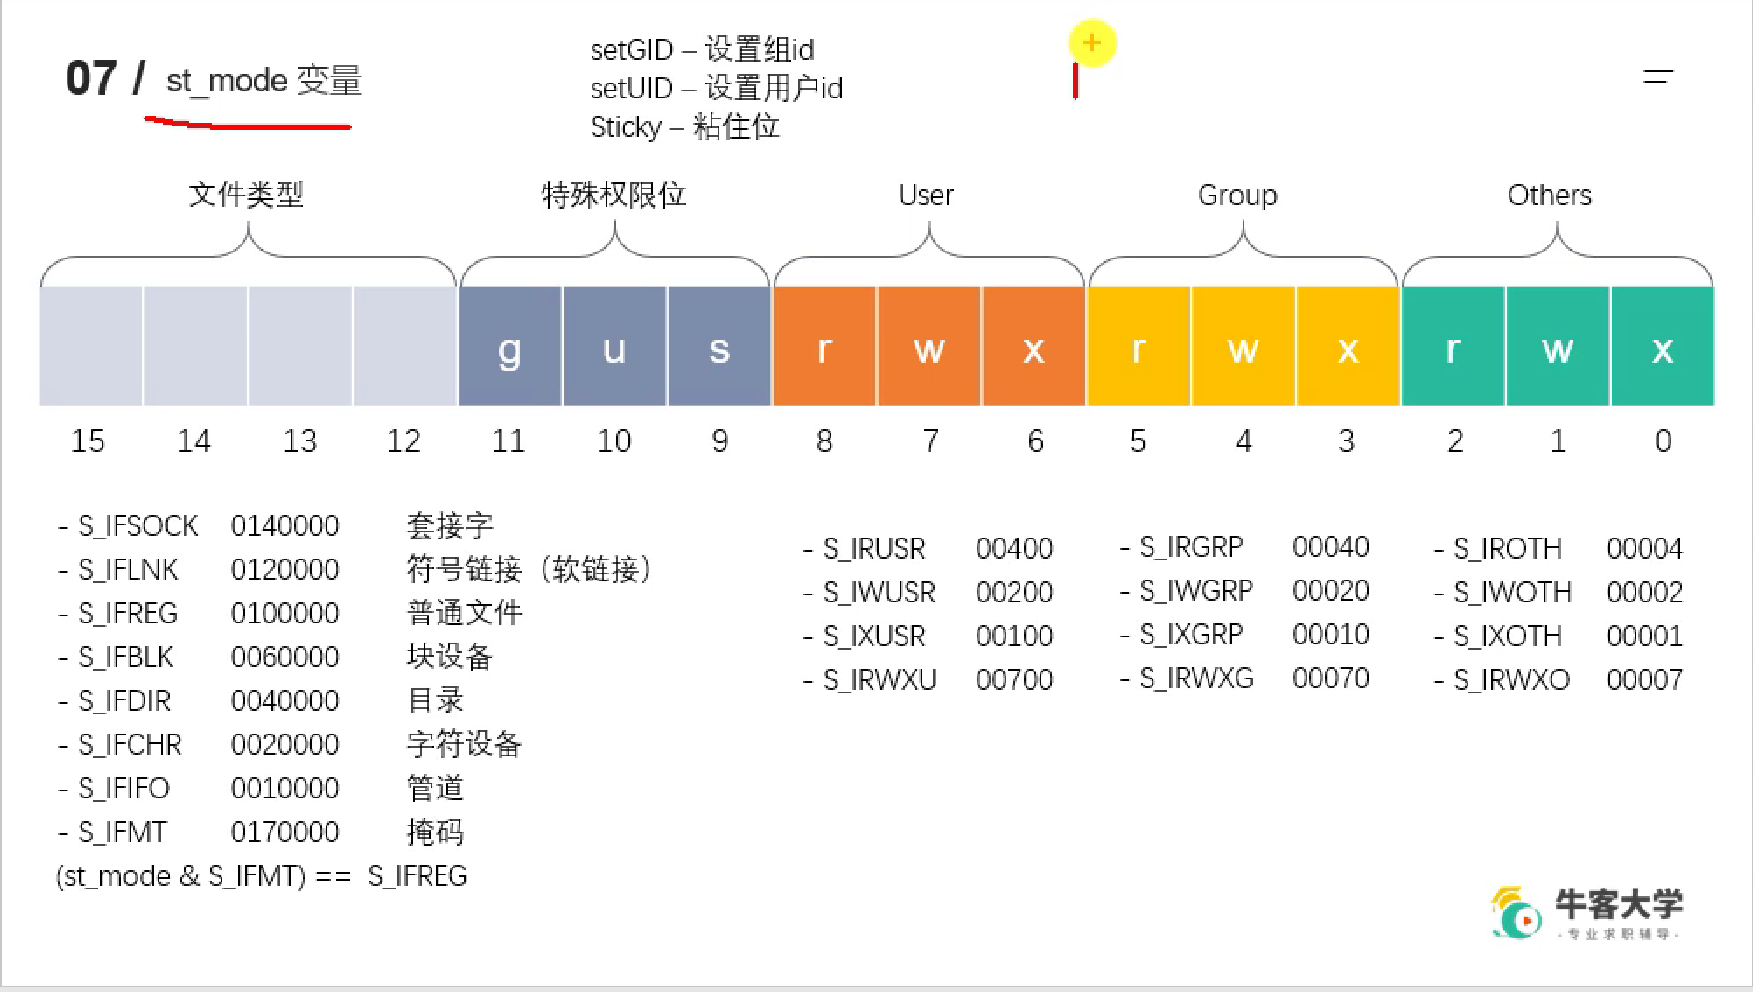 07 / st_mode 变量
setGID – 设置组id
setUID – 设置用户id
Sticky – 粘住位
文件类型 特殊权限位 User Group Others
g u s r w x r w x r w x
15 14 13 12 11 10 9 8 7 6 5 4 3 2 1 0
- S_IFSOCK 0140000 套接字
- S_IFLNK 0120000 符号链接（软链接）
- S_IFREG 0100000 普通文件
- S_IFBLK 0060000 块设备
- S_IFDIR 0040000 目录
- S_IFCHR 0020000 字符设备
- S_IFIFO 0010000 管道
- S_IFMT 0170000 掩码
(st_mode & S_IFMT) == S_IFREG
- S_IRUSR 00400
- S_IWUSR 00200
- S_IXUSR 00100
- S_IRWXU 00700
- S_IRGRP 00040
- S_IWGRP 00020
- S_IXGRP 00010
- S_IRWXG 00070
- S_IROTH 00004
- S_IWOTH 00002
- S_IXOTH 00001
- S_IRWXO 00007
牛客大学
·专业求职辅导·